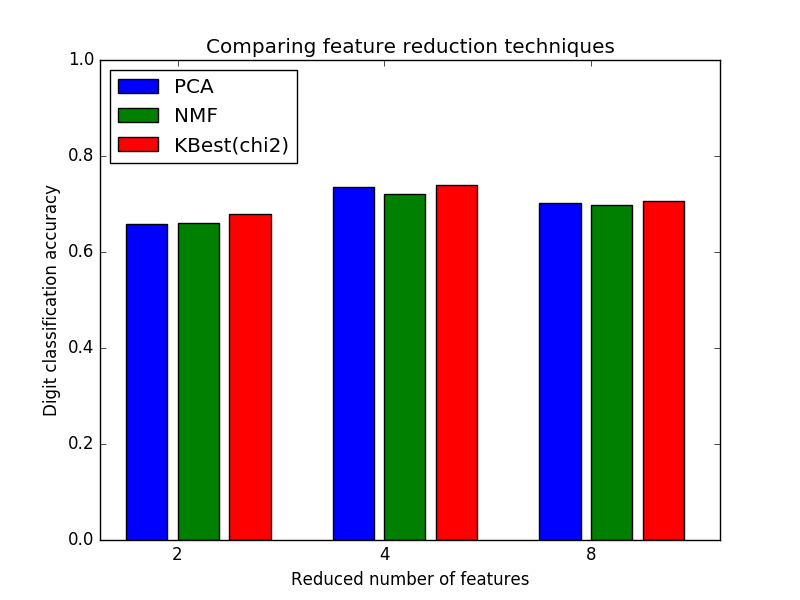 Comparing feature reduction techniques
PCA
NMF
KBest(chi2)
1.0
0.8
0.6
0.4
0.2
0.0
Digit classification accuracy
2 4 8
Reduced number of features